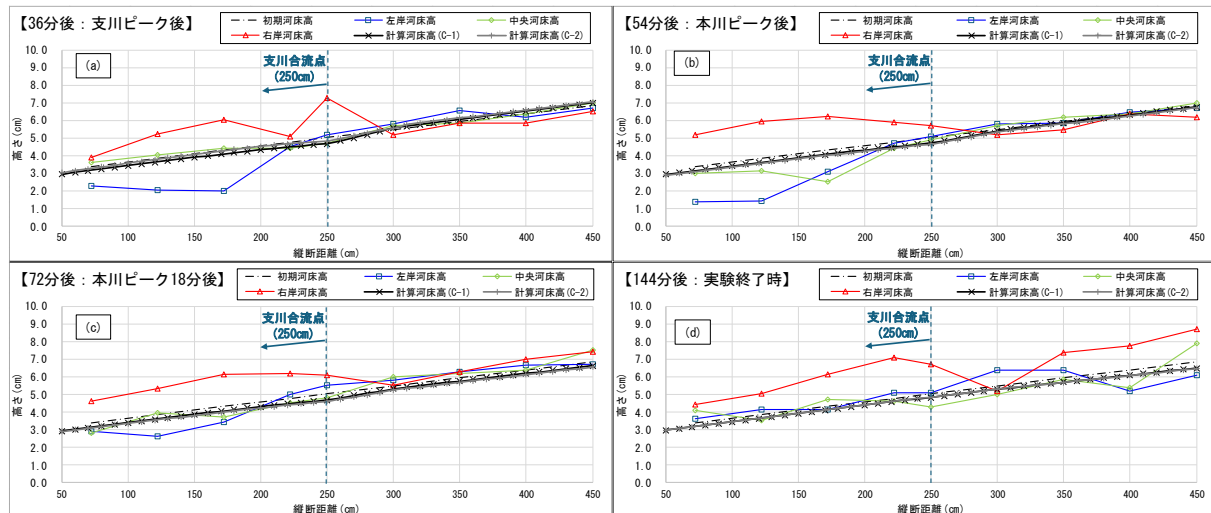 【36分後：支川ピーク後】
初期河床高 左岸河床高 中央河床高
右岸河床高 計算河床高(C-1) 計算河床高(C-2)
(a)
支川合流点
(250cm)
高さ(cm)
10.0
9.0
8.0
7.0
6.0
5.0
4.0
3.0
2.0
1.0
0.0
50 100 150 200 250 300 350 400 450
縦断距離(cm)
【54分後：本川ピーク後】
初期河床高 左岸河床高 中央河床高
右岸河床高 計算河床高(C-1) 計算河床高(C-2)
(b)
支川合流点
(250cm)
高さ(cm)
10.0
9.0
8.0
7.0
6.0
5.0
4.0
3.0
2.0
1.0
0.0
50 100 150 200 250 300 350 400 450
縦断距離(cm)
【72分後：本川ピーク18分後】
初期河床高 左岸河床高 中央河床高
右岸河床高 計算河床高(C-1) 計算河床高(C-2)
(c)
支川合流点
(250cm)
高さ(cm)
10.0
9.0
8.0
7.0
6.0
5.0
4.0
3.0
2.0
1.0
0.0
50 100 150 200 250 300 350 400 450
縦断距離(cm)
【144分後：実験終了時】
初期河床高 左岸河床高 中央河床高
右岸河床高 計算河床高(C-1) 計算河床高(C-2)
(d)
支川合流点
(250cm)
高さ(cm)
10.0
9.0
8.0
7.0
6.0
5.0
4.0
3.0
2.0
1.0
0.0
50 100 150 200 250 300 350 400 450
縦断距離(cm)